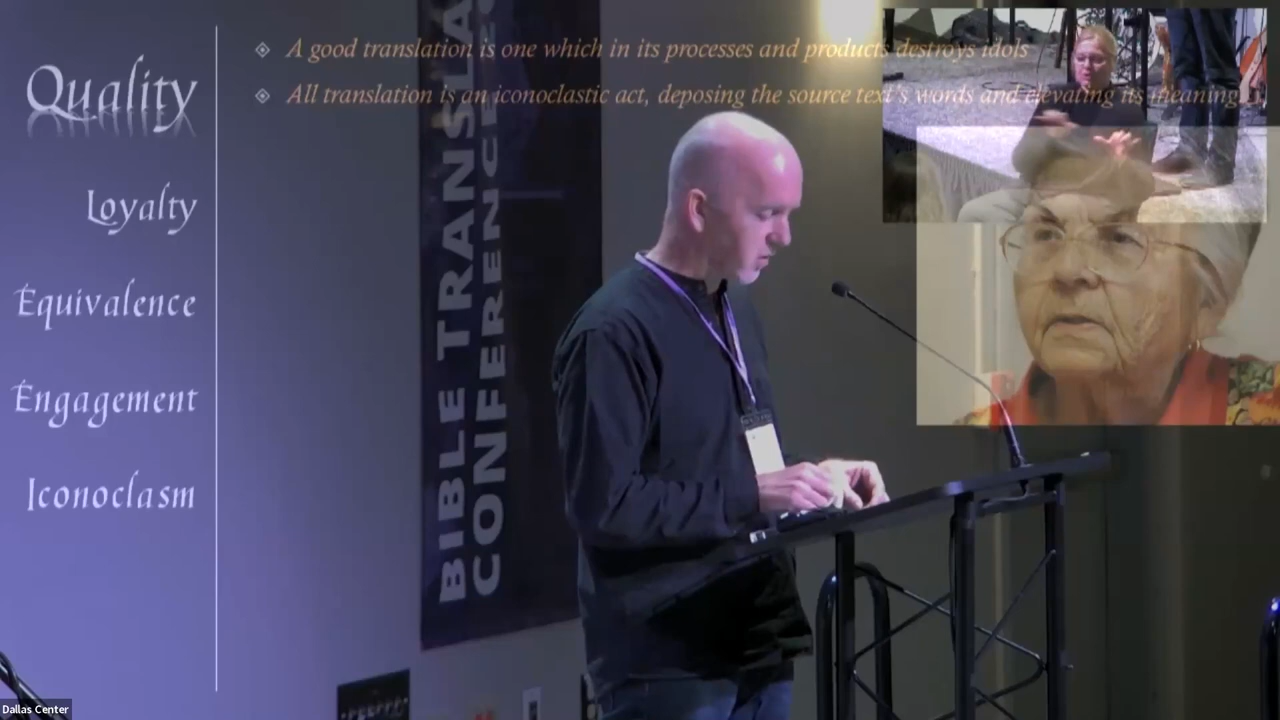 Quality
Loyalty
Equivalence
Engagement
Iconoclasm
A good translation is one which in its processes and products destroys idols
All translation is an iconoclastic act, deposing the source text's words and elevating its meaning
BIBLE TRANSLA
CONFERENCE
Dallas Center